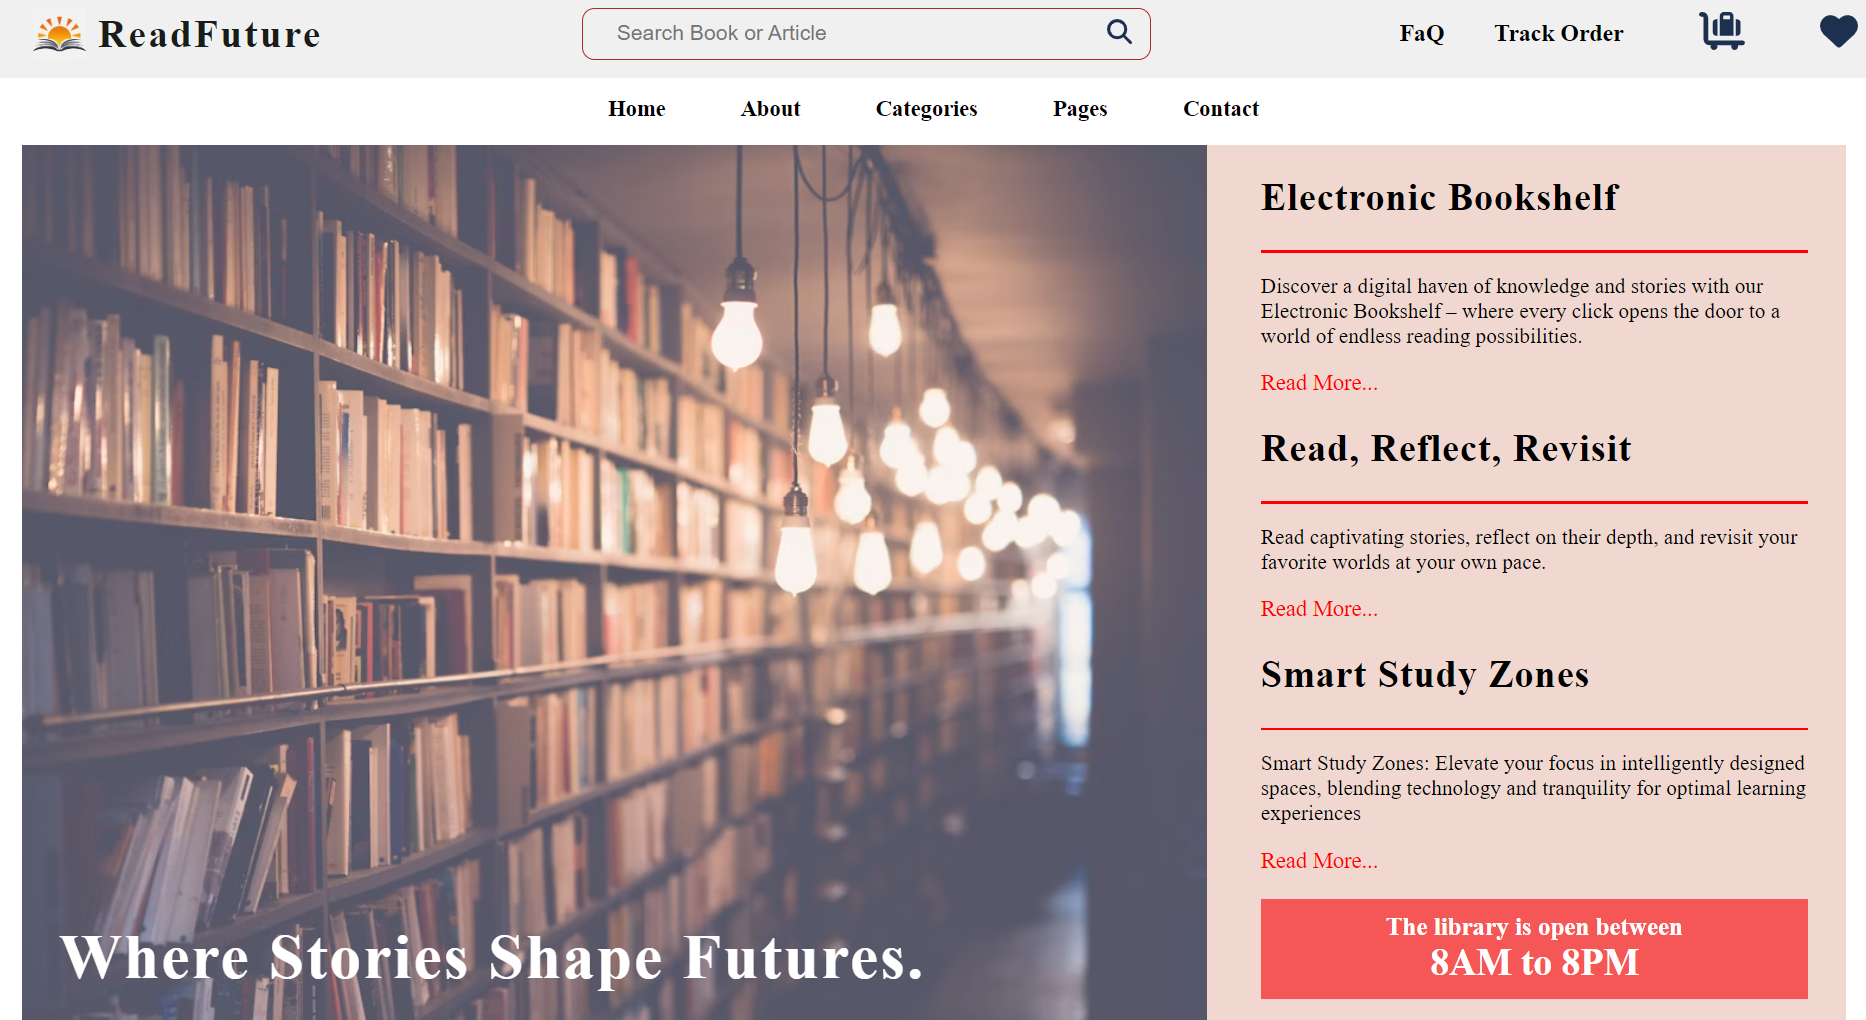 ReadFuture
Search Book or Article
FaQ
Track Order
Home
About
Categories
Pages
Contact
Where Stories Shape Futures.
Electronic Bookshelf
Discover a digital haven of knowledge and stories with our
Electronic Bookshelf – where every click opens the door to a
world of endless reading possibilities.
Read More...
Read, Reflect, Revisit
Read captivating stories, reflect on their depth, and revisit your
favorite worlds at your own pace.
Read More...
Smart Study Zones
Smart Study Zones: Elevate your focus in intelligently designed
spaces, blending technology and tranquility for optimal learning
experiences
Read More...
The library is open between
8AM to 8PM